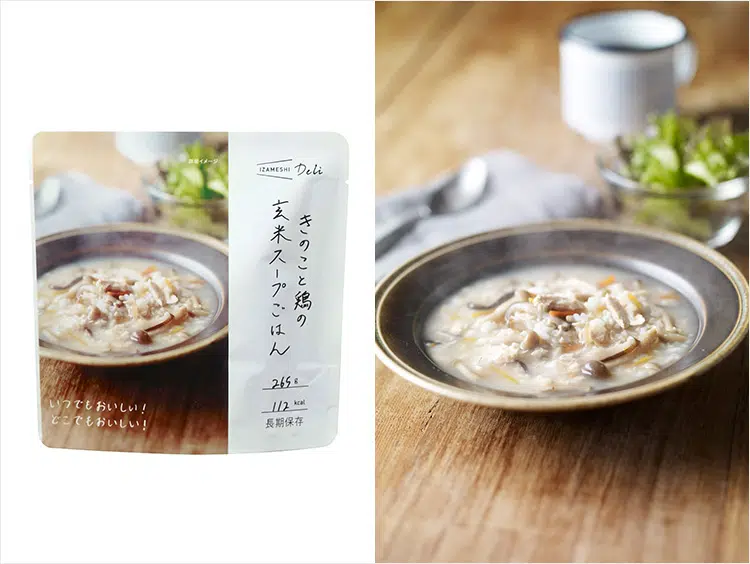 調理イメージ
IZAMESHI Deli
きのこと鶏の
玄米スープごはん
265g
112 kcal
長期保存
いつでもおいしい!
どこでもおいしい!